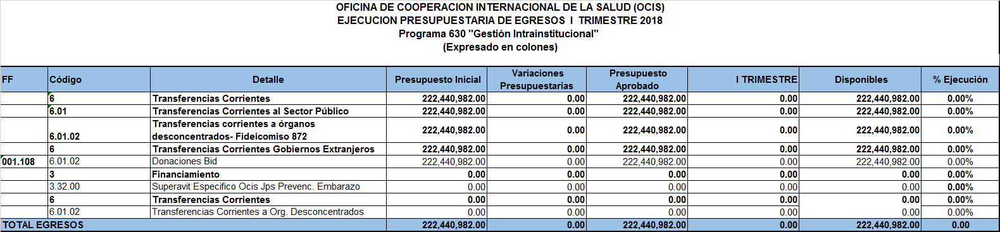 OFICINA DE COOPERACION INTERNACIONAL DE LA SALUD (OCIS)
EJECUCION PRESUPUESTARIA DE EGRESOS I TRIMESTRE 2018
Programa 630 "Gestión Intrainstitucional"
(Expresado en colones)
FF Código Detalle Presupuesto Inicial Variaciones Presupuestarias Presupuesto Aprobado I TRIMESTRE Disponibles % Ejecución
6 Transferencias Corrientes 222,440,982.00 0.00 222,440,982.00 0.00 222,440,982.00 0.00%
6.01 Transferencias Corrientes al Sector Público 222,440,982.00 0.00 222,440,982.00 0.00 222,440,982.00 0.00%
6.01.02 Transferencias corrientes a órganos desconcentrados- Fideicomiso 872 222,440,982.00 0.00 222,440,982.00 0.00 222,440,982.00 0.00%
6 Transferencias Corrientes Gobiernos Extranjeros 222,440,982.00 0.00 222,440,982.00 0.00 222,440,982.00 0.00%
001.108 6.01.02 Donaciones Bid 222,440,982.00 0.00 222,440,982.00 0.00 222,440,982.00 0.00%
3 Financiamiento 0.00 0.00 0.00 0.00 0.00 0.00%
3.32.00 Superavit Especifico Ocis Jps Prevenc. Embarazo 0.00 0.00 0.00 0.00 0.00 0.00%
6 Transferencias Corrientes 0.00 0.00 0.00 0.00 0.00 0.00%
6.01.02 Transferencias Corrientes a Org. Desconcentrados 0.00 0.00 0.00 0.00 0.00 0.00%
TOTAL EGRESOS 222,440,982.00 0.00 222,440,982.00 0.00 222,440,982.00 0.00